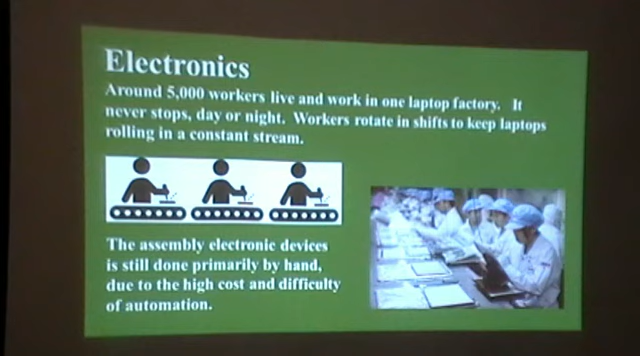 Electronics
Around 5,000 workers live and work in one laptop factory. It
never stops, day or night. Workers rotate in shifts to keep laptops
rolling in a constant stream.
The assembly electronic devices
is still done primarily by hand,
due to the high cost and difficulty
of automation.